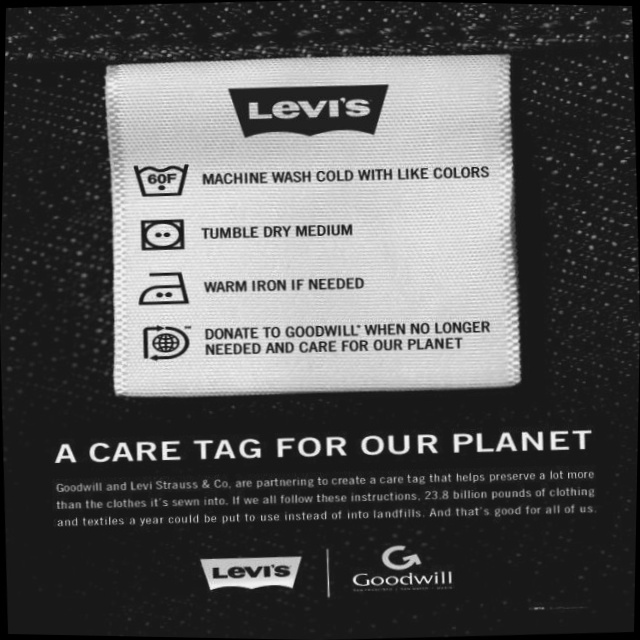 Levi's
60F
MACHINE WASH COLD WITH LIKE COLORS
TUMBLE DRY MEDIUM
WARM IRON IF NEEDED
DONATE TO GOODWILL® WHEN NO LONGER
NEEDED AND CARE FOR OUR PLANET
A CARE TAG FOR OUR PLANET
Goodwill and Levi Strauss & Co. are partnering to create a care tag that helps preserve a lot more
than the clothes it's sewn into. If we all follow these instructions, 23.8 billion pounds of clothing
and textiles a year could be put to use instead of into landfills. And that's good for all of us.
Levi's
Goodwill